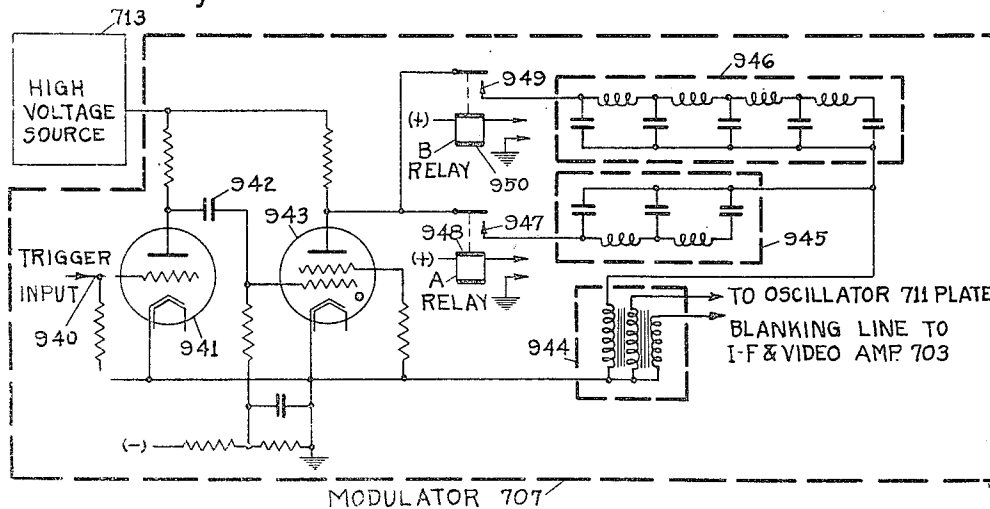 713
HIGH
VOLTAGE
SOURCE
946
949
(+)
B
RELAY
950
942
943
TRIGGER
INPUT
940
941
948
947
(+)
A
RELAY
945
944
TO OSCILLATOR 711 PLATE
BLANKING LINE TO
I-F & VIDEO AMP. 703
(-)
MODULATOR 707